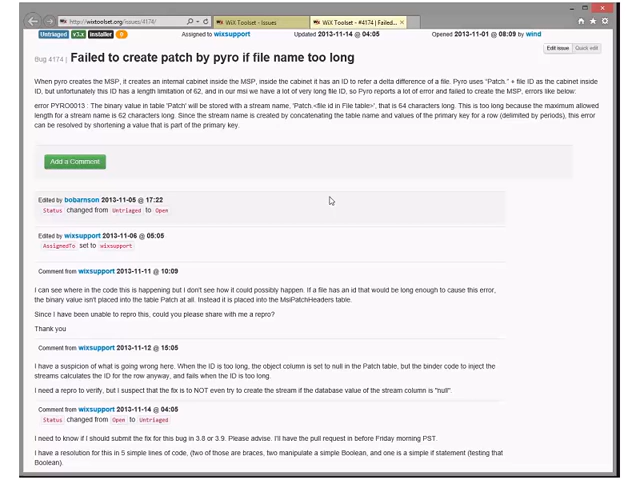 http://wixtoolset.org/issues/4174/
WiX Toolset - Issues
WiX Toolset - #4174 | Failed...
Untriaged v3.x installer 0 Assigned to wixsupport Updated 2013-11-14 @ 04:05 Opened 2013-11-01 @ 08:09 by wind
Edit issue Quick edit
Bug 4174 | Failed to create patch by pyro if file name too long
When pyro creates the MSP, it creates an internal cabinet inside the MSP, inside the cabinet it has an ID to refer a delta difference of a file. Pyro uses "Patch." + file ID as the cabinet inside
ID, but unfortunately this ID has a length limitation of 62, and in our msi we have a lot of very long file ID, so Pyro reports a lot of error and failed to create the MSP, errors like below:
error PYRO0013 : The binary value in table 'Patch' will be stored with a stream name, 'Patch.<file id in File table>', that is 64 characters long. This is too long because the maximum allowed
length for a stream name is 62 characters long. Since the stream name is created by concatenating the table name and values of the primary key for a row (delimited by periods), this error
can be resolved by shortening a value that is part of the primary key.
Add a Comment
Edited by bobarnson 2013-11-05 @ 17:22
Status changed from Untriaged to Open
Edited by wixsupport 2013-11-06 @ 05:05
AssignedTo set to wixsupport
Comment from wixsupport 2013-11-11 @ 10:09
I can see where in the code this is happening but I don't see how it could possibly happen. If a file has an id that would be long enough to cause this error,
the binary value isn't placed into the table Patch at all. Instead it is placed into the MsiPatchHeaders table.
Since I have been unable to repro this, could you please share with me a repro?
Thank you
Comment from wixsupport 2013-11-12 @ 15:05
I have a suspicion of what is going wrong here. When the ID is too long, the object column is set to null in the Patch table, but the binder code to inject the
streams calculates the ID for the row anyway, and fails when the ID is too long.
I need a repro to verify, but I suspect that the fix is to NOT even try to create the stream if the database value of the stream column is "null".
Comment from wixsupport 2013-11-14 @ 04:05
Status changed from Open to Untriaged
I need to know if I should submit the fix for this bug in 3.8 or 3.9. Please advise. I'll have the pull request in before Friday morning PST.
I have a resolution for this in 5 simple lines of code, (two of those are braces, two manipulate a simple Boolean, and one is a simple if statement (testing that
Boolean).